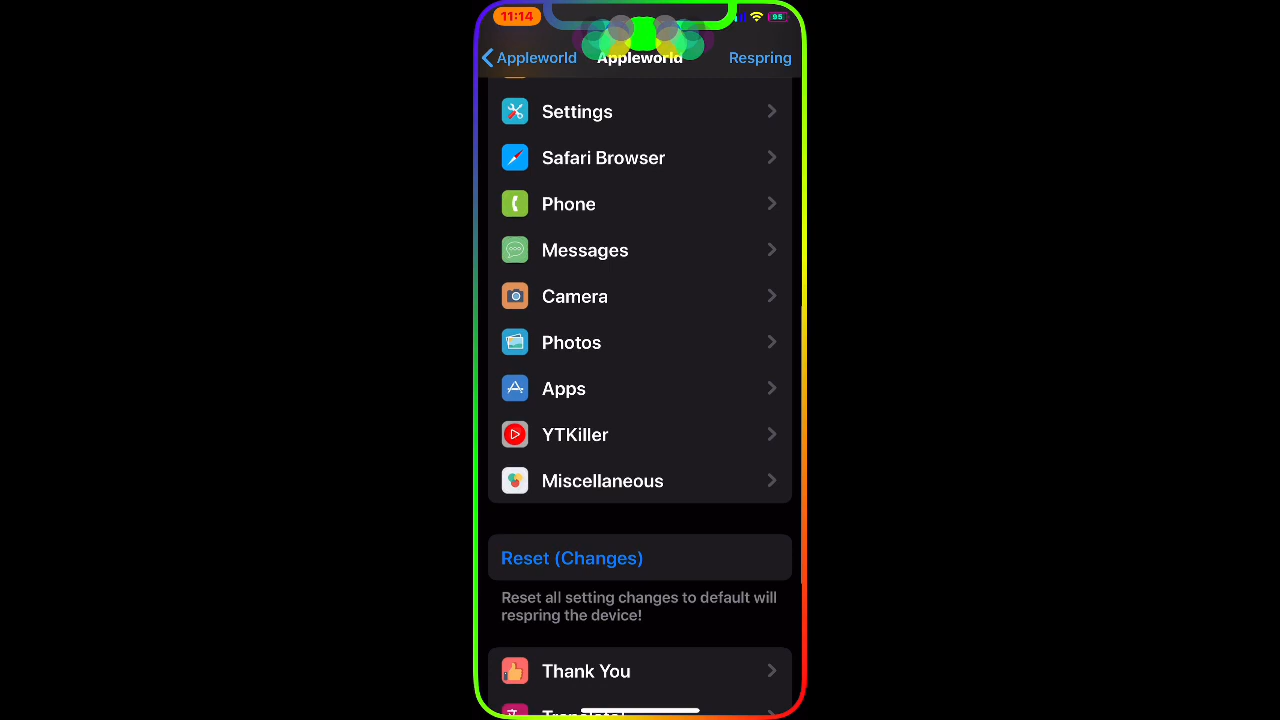 11:14
95
Appleworld
Appleworld
Respring
Settings
Safari Browser
Phone
Messages
Camera
Photos
Apps
YTKiller
Miscellaneous
Reset (Changes)
Reset all setting changes to default will
respring the device!
Thank You